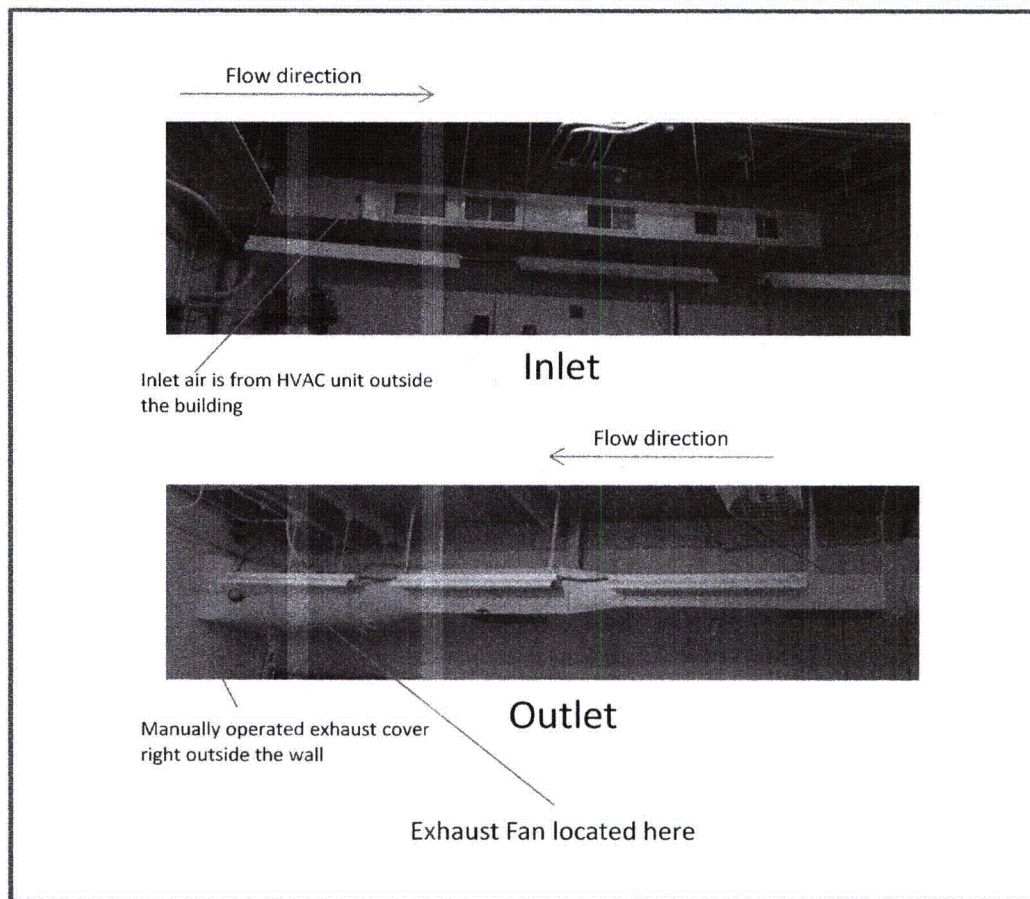 Flow direction
Inlet
Inlet air is from HVAC unit outside
the building
Flow direction
Outlet
Manually operated exhaust cover
right outside the wall
Exhaust Fan located here